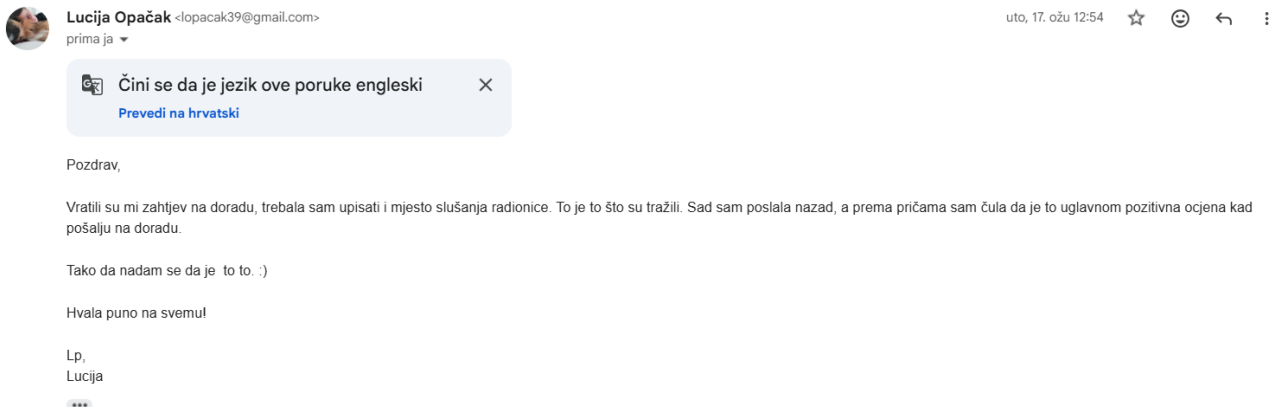 Lucija Opačak <lopacak39@gmail.com>
uto, 17. ožu 12:54
prima ja
Čini se da je jezik ove poruke engleski
Prevedi na hrvatski
Pozdrav,
Vratili su mi zahtjev na doradu, trebala sam upisati i mjesto slušanja radionice. To je to što su tražili. Sad sam poslala nazad, a prema pričama sam čula da je to uglavnom pozitivna ocjena kad
pošalju na doradu.
Tako da nadam se da je  to to. :)
Hvala puno na svemu!
Lp,
Lucija